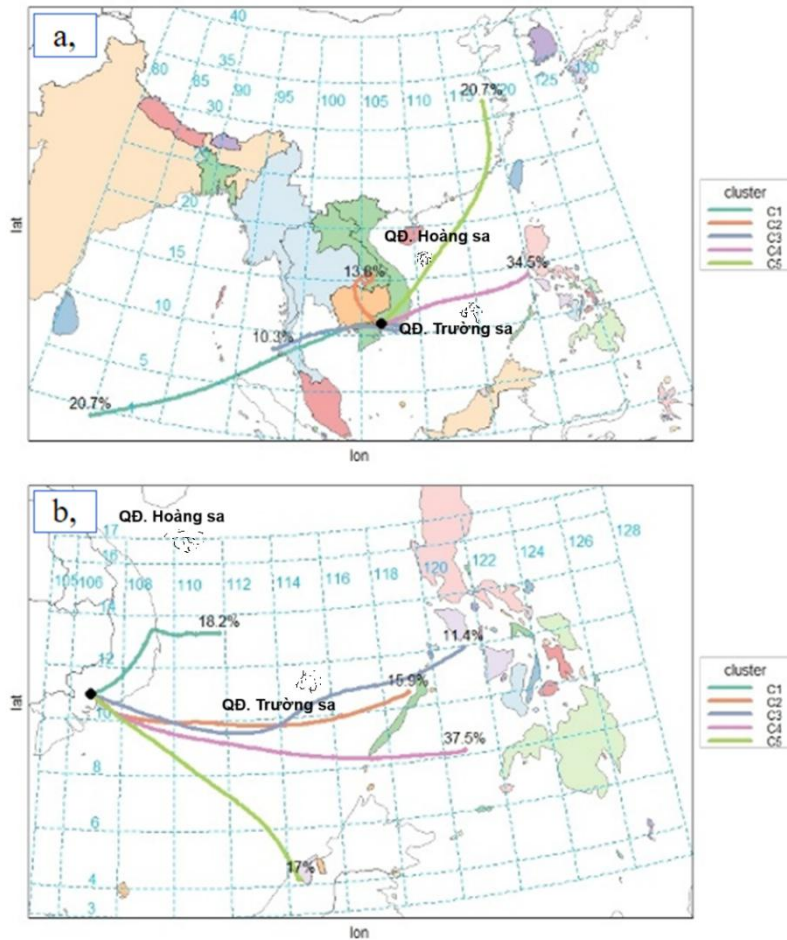 a,
40
35
30
80
85
90
95
100
105
110
115
120
125
130
20.7%
20
15
10
5
lat
QĐ. Hoàng sa
13.8%
34.5%
QĐ. Trường sa
10.3%
20.7%
lon
cluster
C1
C2
C3
C4
C5
b,
QĐ. Hoàng sa
17
16
14
12
10
8
6
4
3
105
106
108
110
112
114
116
118
120
122
124
126
128
18.2%
11.4%
15.9%
QĐ. Trường sa
37.5%
17%
lat
lon
cluster
C1
C2
C3
C4
C5